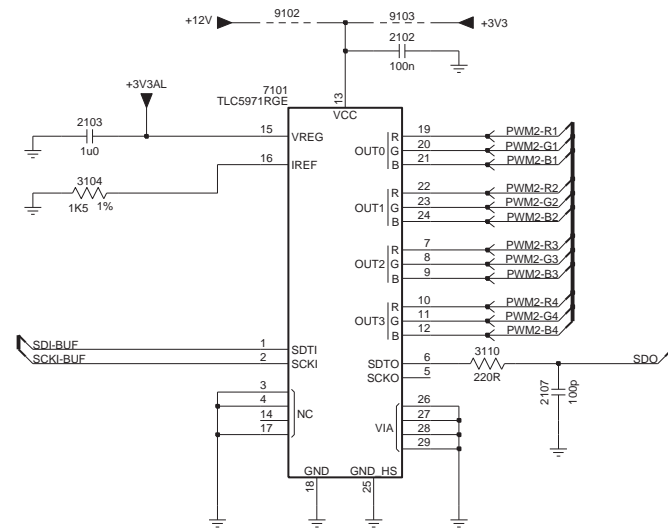 +12V 9102 9103 +3V3
2102
100n
+3V3AL
7101
TLC5971RGE
13
VCC
2103
1u0
15 VREG
16 IREF
3104
1K5 1%
OUT0 R 19 PWM2-R1
G 20 PWM2-G1
B 21 PWM2-B1
OUT1 R 22 PWM2-R2
G 23 PWM2-G2
B 24 PWM2-B2
OUT2 R 7 PWM2-R3
G 8 PWM2-G3
B 9 PWM2-B3
OUT3 R 10 PWM2-R4
G 11 PWM2-G4
B 12 PWM2-B4
SDI-BUF 1 SDTI
SCKI-BUF 2 SCKI
SDTO 6 3110 220R SDO
SCKO 5
2107
100p
3
4
14
17
NC
VIA
26
27
28
29
GND GND_HS
18 25